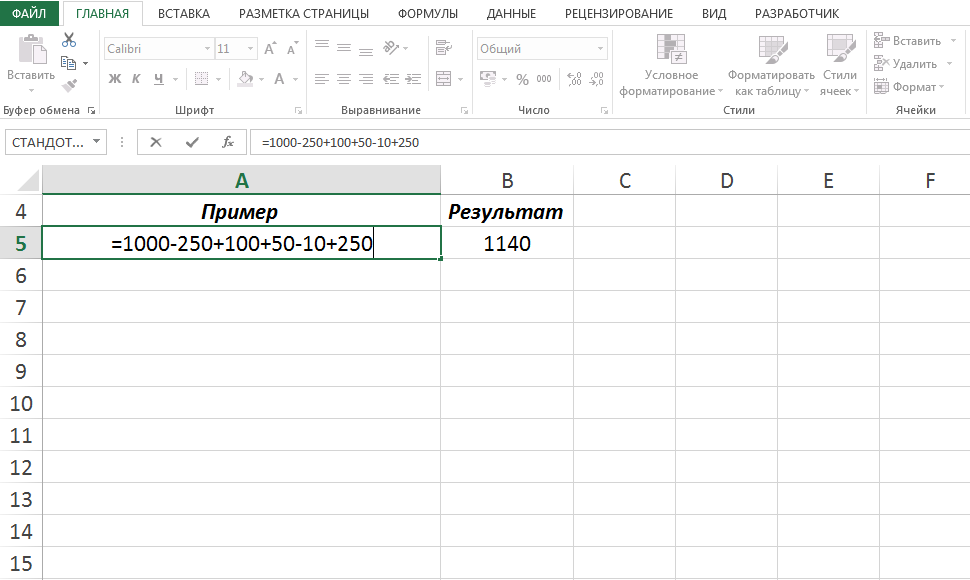 ФАЙЛ ГЛАВНАЯ ВСТАВКА РАЗМЕТКА СТРАНИЦЫ ФОРМУЛЫ ДАННЫЕ РЕЦЕНЗИРОВАНИЕ ВИД РАЗРАБОТЧИК
Calibri 11 A A Общий Вставить
Вставить Условное Форматировать Стили Удалить
Ж К Ч A % 000 форматирование как таблицу ячеек Формат
Буфер обмена Шрифт Выравнивание Число Стили Ячейки
СТАНДОТ... fx =1000-250+100+50-10+250
A B C D E F
4 Пример Результат
5 =1000-250+100+50-10+250 1140
6
7
8
9
10
11
12
13
14
15